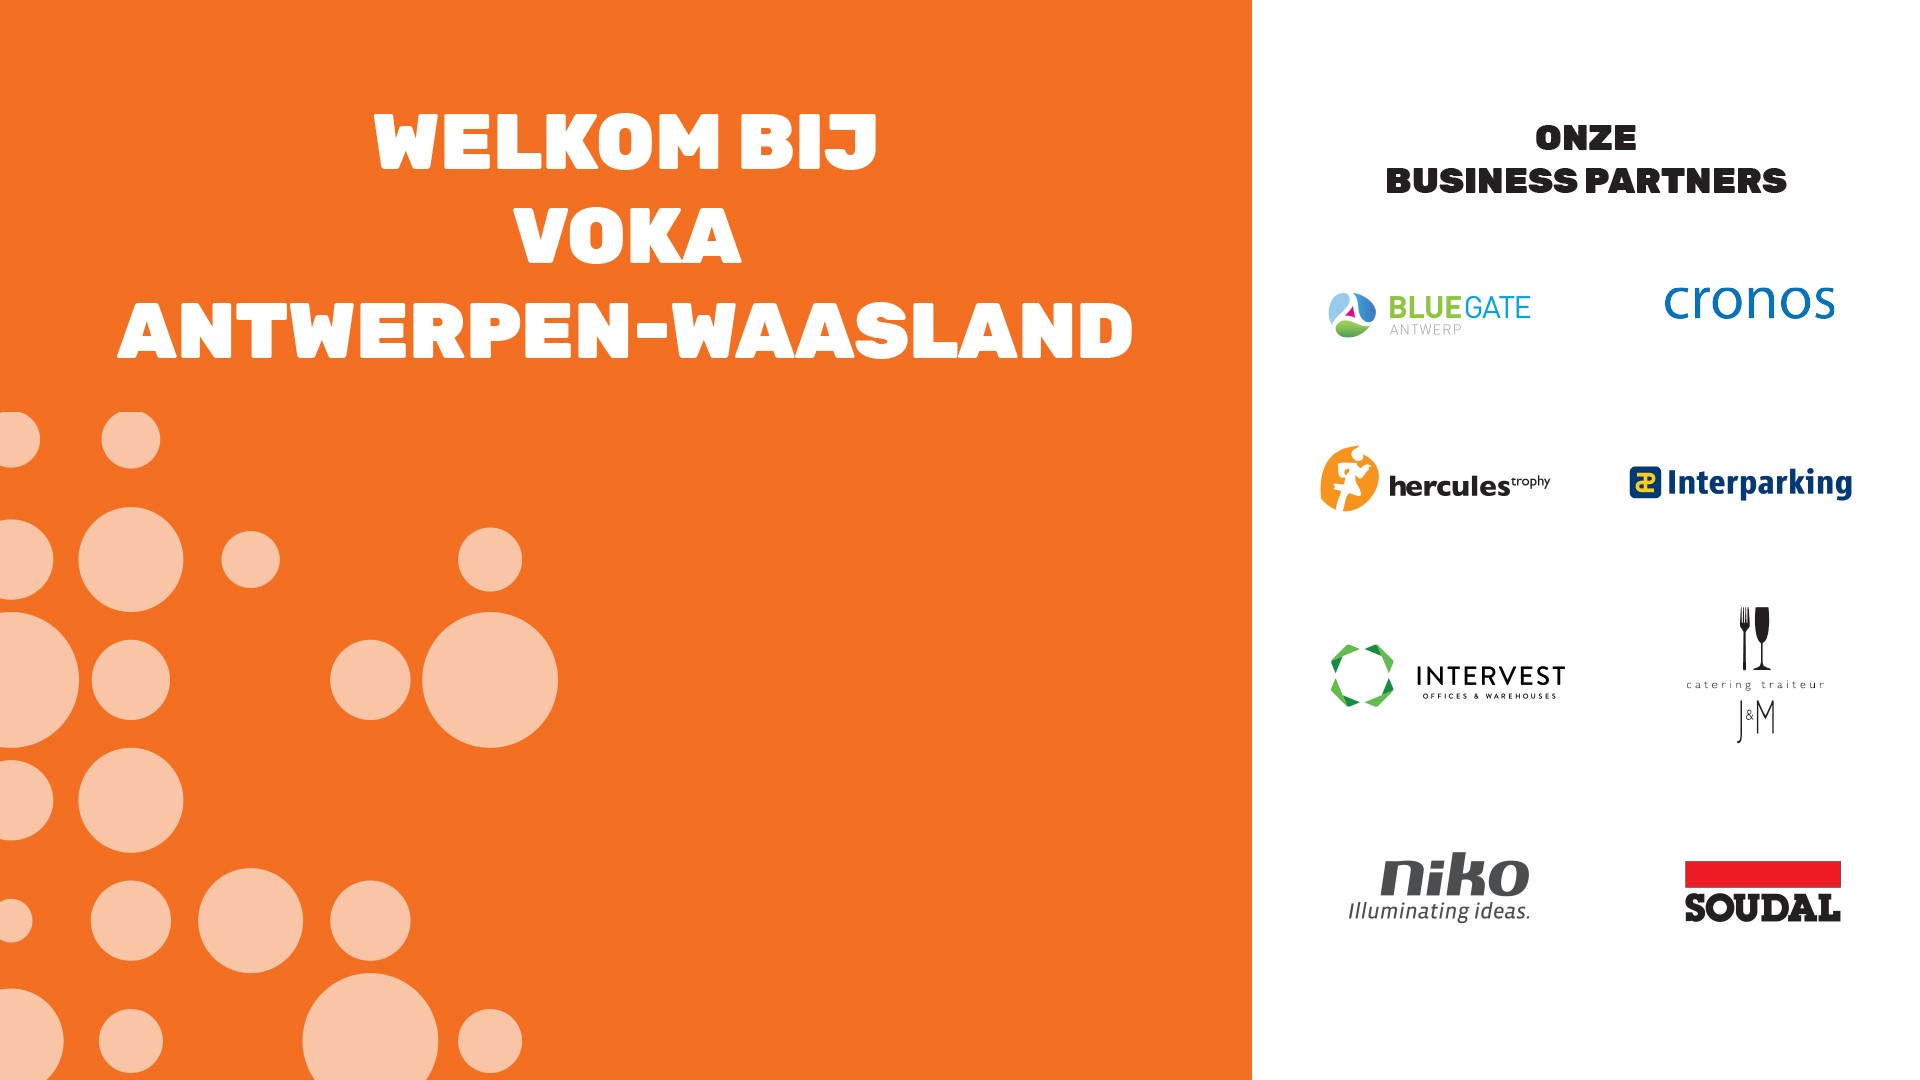 WELKOM BIJ
VOKA
ANTWERPEN-WAASLAND
ONZE
BUSINESS PARTNERS
BLUEGATE
ANTWERP
cronos
herculestrophy
Interparking
INTERVEST
OFFICES & WAREHOUSES
catering traiteur
J&M
niko
Illuminating ideas.
SOUDAL